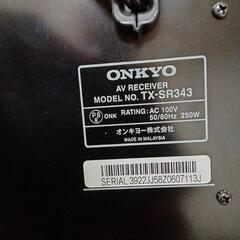 ONKYO
AV RECEIVER
MODEL NO. TX-SR343
PS E ONK RATING: AC 100V
50/60Hz 250W
オンキヨー株式会社
MADE IN MALAYSIA
SERIAL 3922JJ58Z0607113J